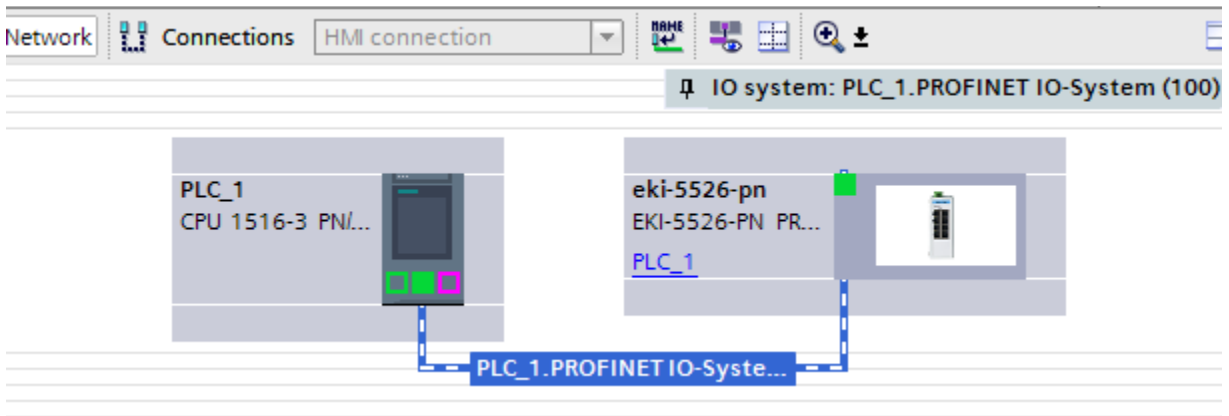 Network Connections HMI connection NAME
IO system: PLC_1.PROFINET IO-System (100)
PLC_1
CPU 1516-3 PN/...
eki-5526-pn
EKI-5526-PN PR...
PLC_1
PLC_1.PROFINET IO-Syste...